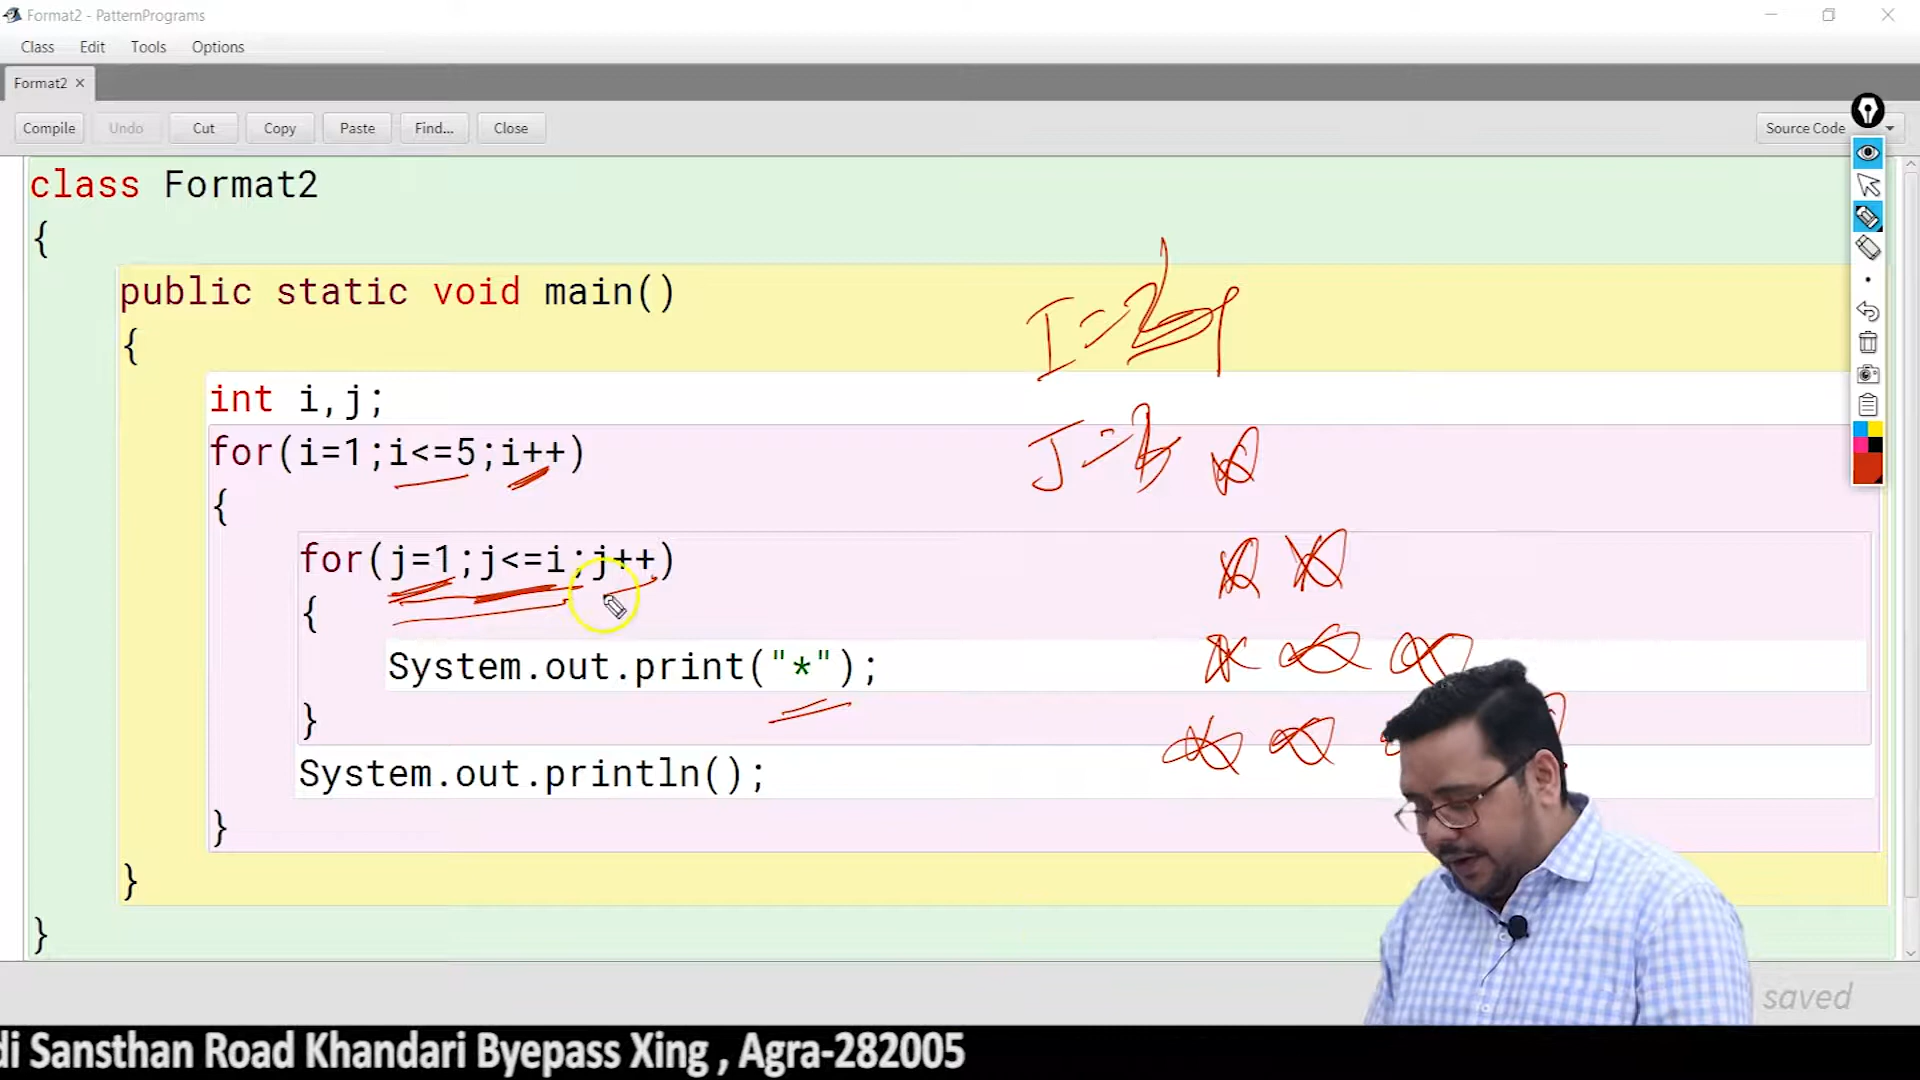 Format2 - PatternPrograms
Class Edit Tools Options
Format2 ×
Compile Undo Cut Copy Paste Find... Close Source Code
class Format2
{
public static void main()
{
int i,j;
for(i=1;i<=5;i++)
{
for(j=1;j<=i;j++)
{
System.out.print("*");
}
System.out.println();
}
}
}
I=
J=
saved
di Sansthan Road Khandari Byepass Xing , Agra-282005